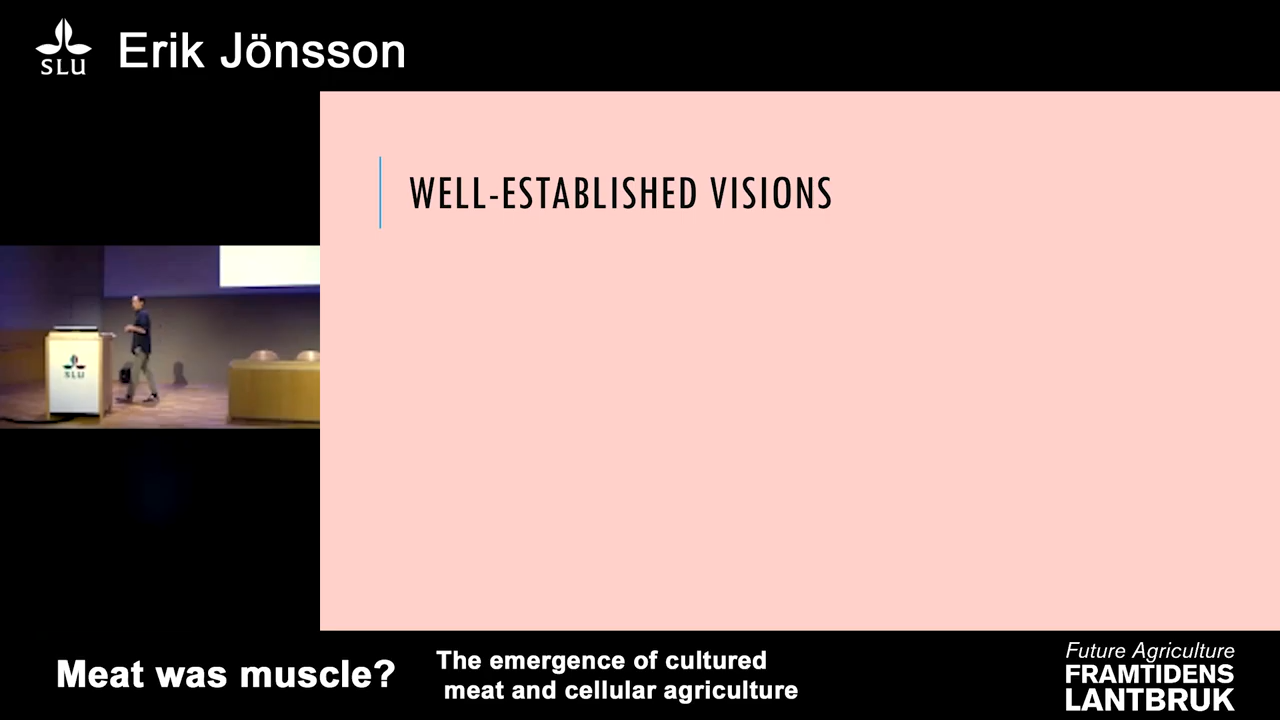 SLU
Erik Jönsson
WELL-ESTABLISHED VISIONS
SLU
Meat was muscle?
The emergence of cultured
meat and cellular agriculture
Future Agriculture
FRAMTIDENS
LANTBRUK